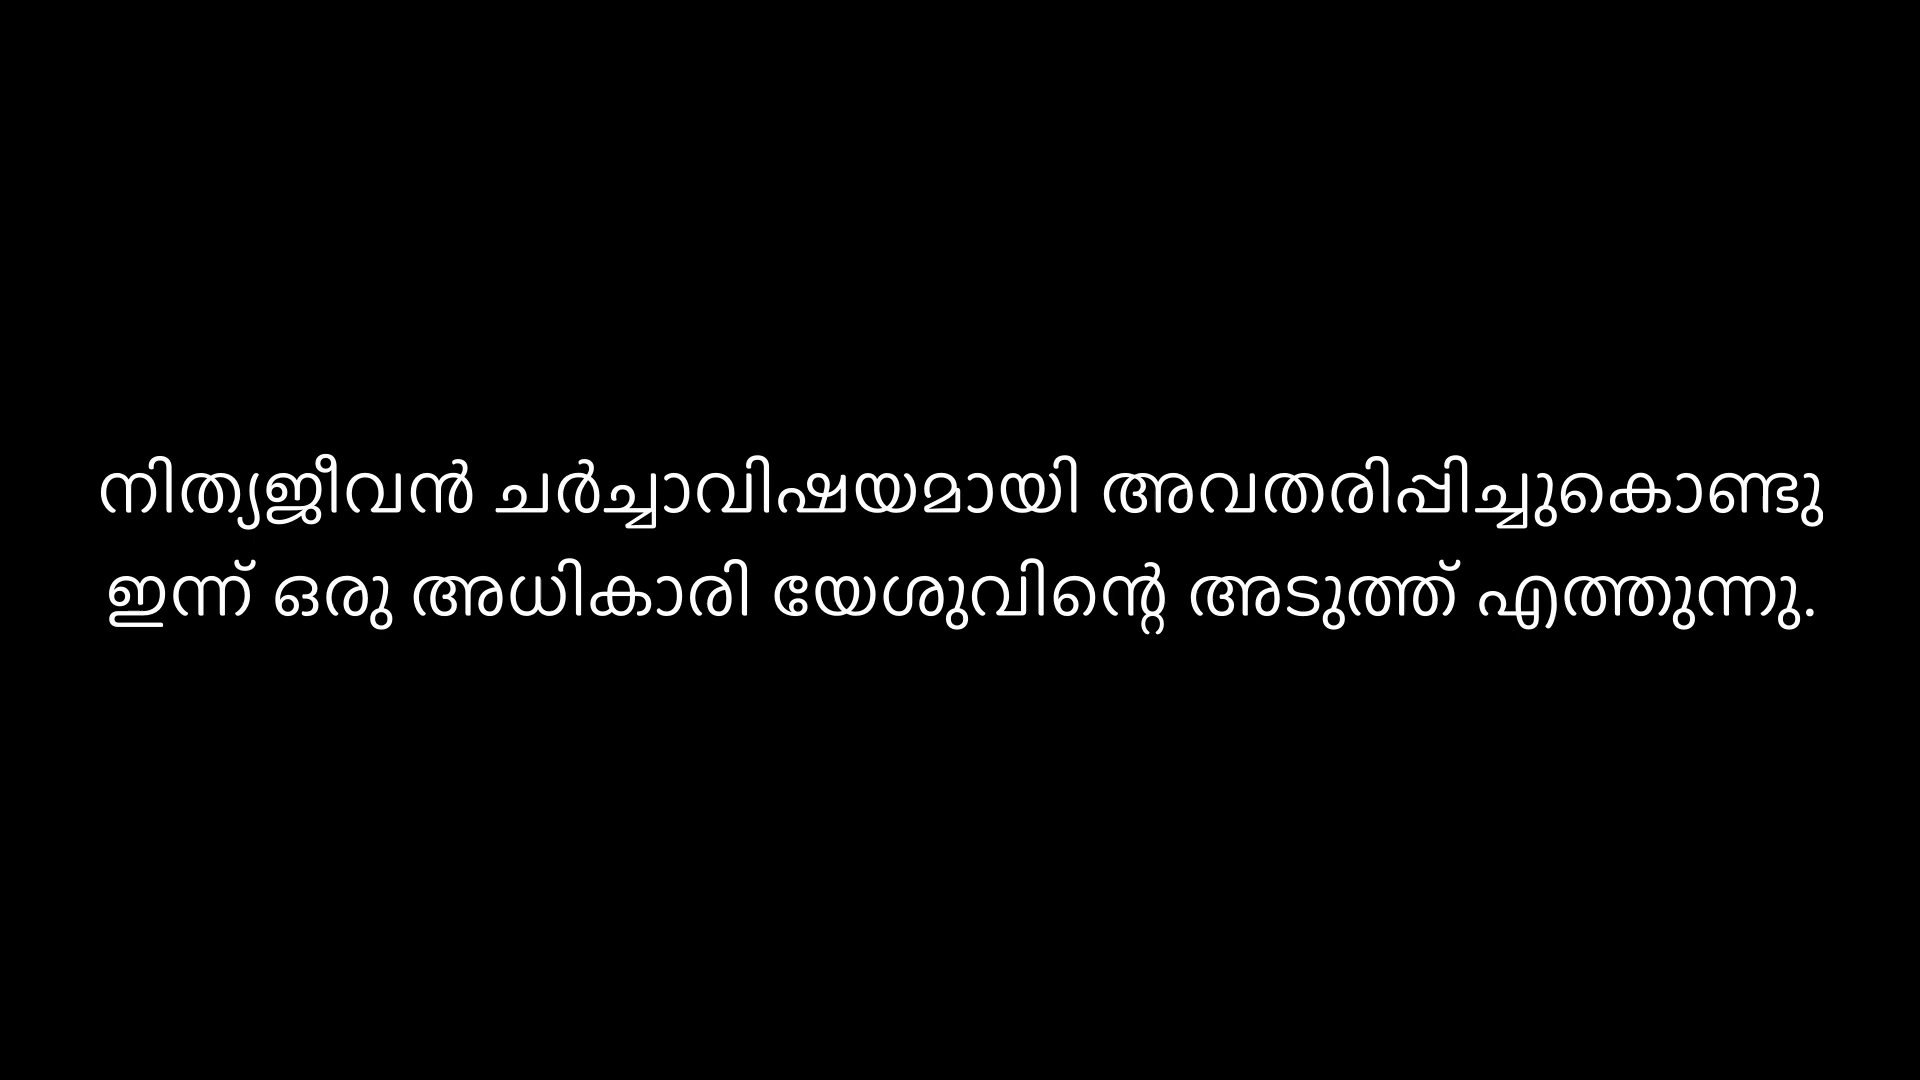 നിത്യജീവൻ ചർച്ചാവിഷയമായി അവതരിപ്പിച്ചുകൊണ്ടു
ഇന്ന് ഒരു അധികാരി യേശുവിന്റെ അടുത്ത് എത്തുന്നു.